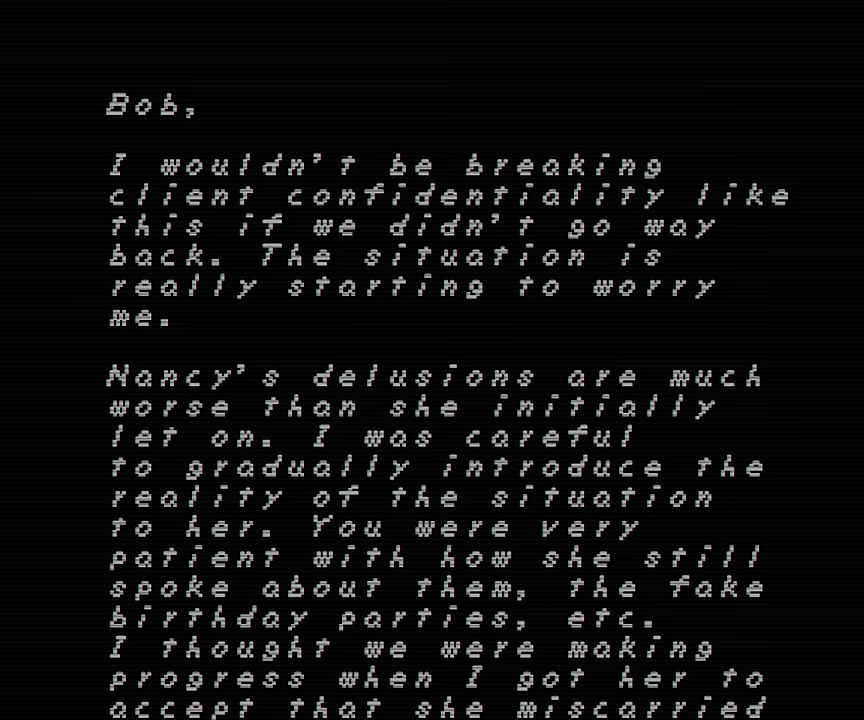 Bob,
I wouldn't be breaking
client confidentiality like
this if we didn't go way
back. The situation is
really starting to worry
me.
Nancy's delusions are much
worse than she initially
let on. I was careful
to gradually introduce the
reality of the situation
to her. You were very
patient with how she still
spoke about them, the fake
birthday parties, etc.
I thought we were making
progress when I got her to
accept that she miscarried